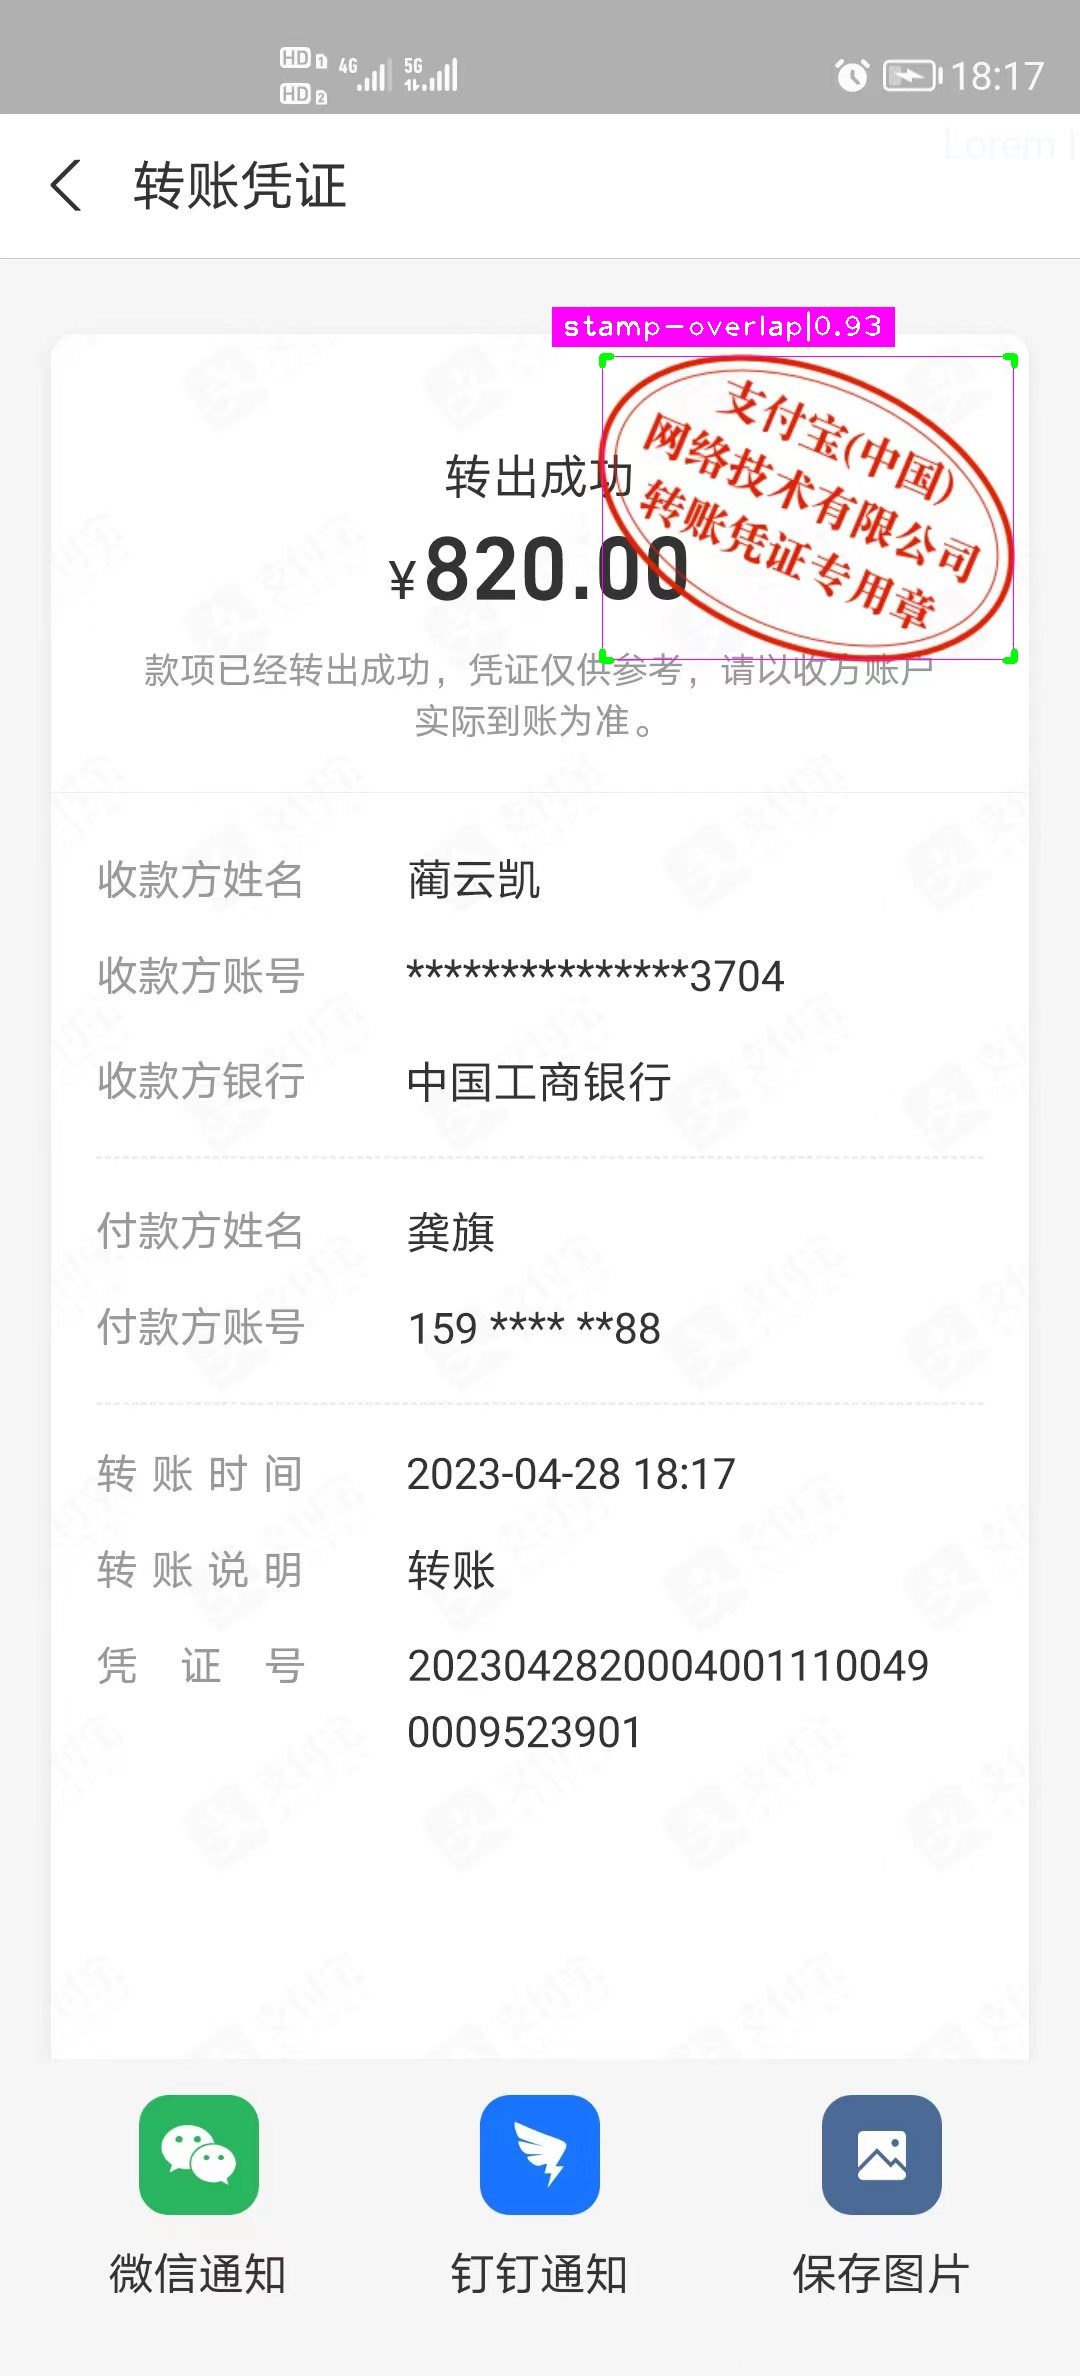 HD 1 4G 5G
HD 2
18:17
Lorem
转账凭证
stamp-overlap|0.93
支付宝(中国)
网络技术有限公司
转账凭证专用章
转出成功
¥820.00
款项已经转出成功，凭证仅供参考，请以收方账户
实际到账为准。
收款方姓名 蔺云凯
收款方账号 ***************3704
收款方银行 中国工商银行
付款方姓名 龚旗
付款方账号 159 **** **88
转账时间 2023-04-28 18:17
转账说明 转账
凭证号 2023042820004001110049
0009523901
微信通知 钉钉通知 保存图片